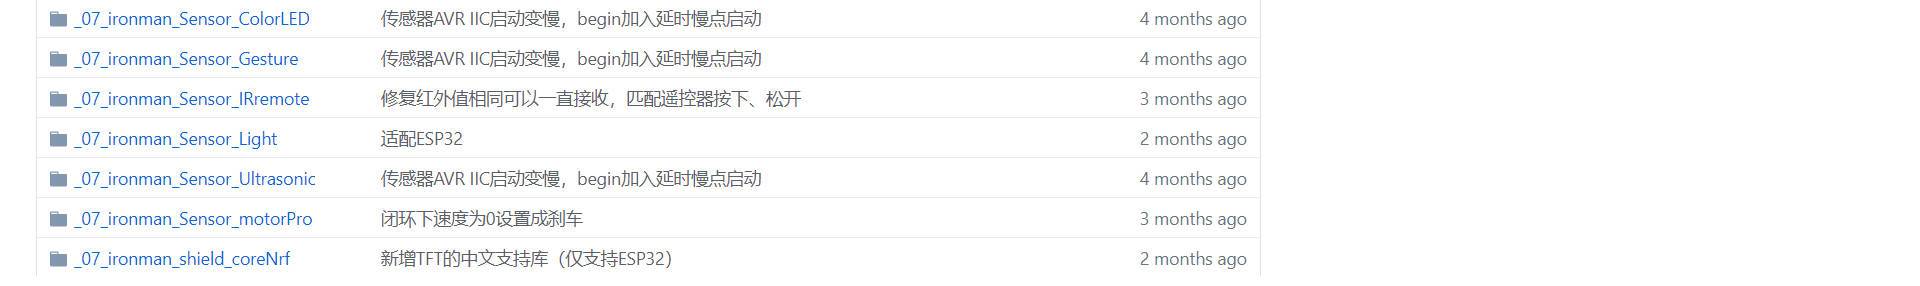 _07_ironman_Sensor_ColorLED 传感器AVR IIC启动变慢，begin加入延时慢点启动 4 months ago
_07_ironman_Sensor_Gesture 传感器AVR IIC启动变慢，begin加入延时慢点启动 4 months ago
_07_ironman_Sensor_IRremote 修复红外值相同可以一直接收，匹配遥控器按下、松开 3 months ago
_07_ironman_Sensor_Light 适配ESP32 2 months ago
_07_ironman_Sensor_Ultrasonic 传感器AVR IIC启动变慢，begin加入延时慢点启动 4 months ago
_07_ironman_Sensor_motorPro 闭环下速度为0设置成刹车 3 months ago
_07_ironman_shield_coreNrf 新增TFT的中文支持库（仅支持ESP32） 2 months ago